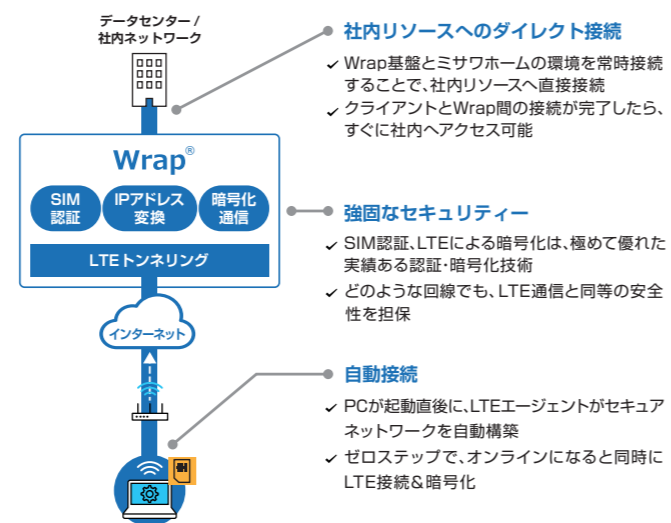 データセンター /
社内ネットワーク
Wrap®
SIM
認証
IPアドレス
変換
暗号化
通信
LTEトンネリング
インターネット
社内リソースへのダイレクト接続
✓ Wrap基盤とミサワホームの環境を常時接続
することで、社内リソースへ直接接続
✓ クライアントとWrap間の接続が完了したら、
すぐに社内へアクセス可能
強固なセキュリティー
✓ SIM認証、LTEによる暗号化は、極めて優れた
実績ある認証・暗号化技術
✓ どのような回線でも、LTE通信と同等の安全
性を担保
自動接続
✓ PCが起動直後に、LTEエージェントがセキュア
ネットワークを自動構築
✓ ゼロステップで、オンラインになると同時に
LTE接続&暗号化